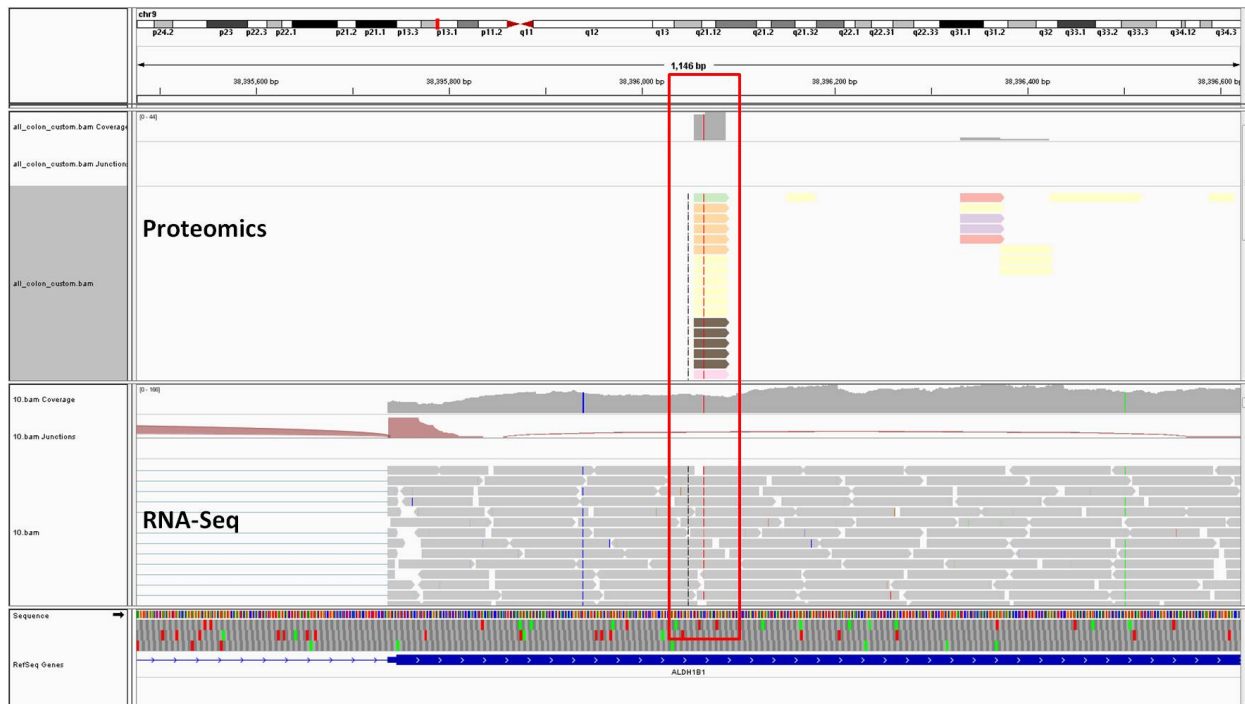 chr9
p24.2 p23 p22.3 p22.1 p21.2 p21.1 p13.3 p13.1 p11.2 q11 q12 q13 q21.12 q21.2 q21.32 q22.2 q22.31 q22.33 q31.1 q31.2 q32 q33.1 q33.2 q33.3 q34.12 q34.3
1,146 bp
38,395,600 bp 38,395,800 bp 38,396,000 bp 38,396,200 bp 38,396,400 bp 38,396,600 bp
all_colon_custom.bam Coverage
[0 - 44]
all_colon_custom.bam Junctions
Proteomics
all_colon_custom.bam
10.bam Coverage
[0 - 166]
10.bam Junctions
RNA-Seq
10.bam
Sequence
RefSeq Genes
ALDH1B1